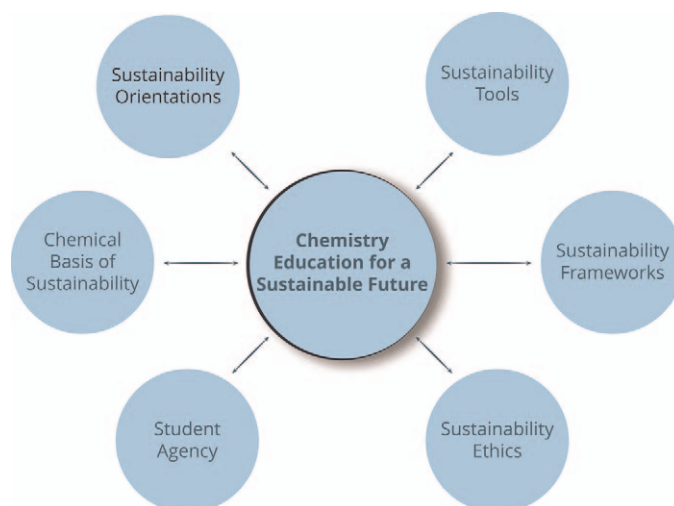 Sustainability
Orientations
Sustainability
Tools
Chemical
Basis of
Sustainability
Chemistry
Education for a
Sustainable Future
Sustainability
Frameworks
Student
Agency
Sustainability
Ethics